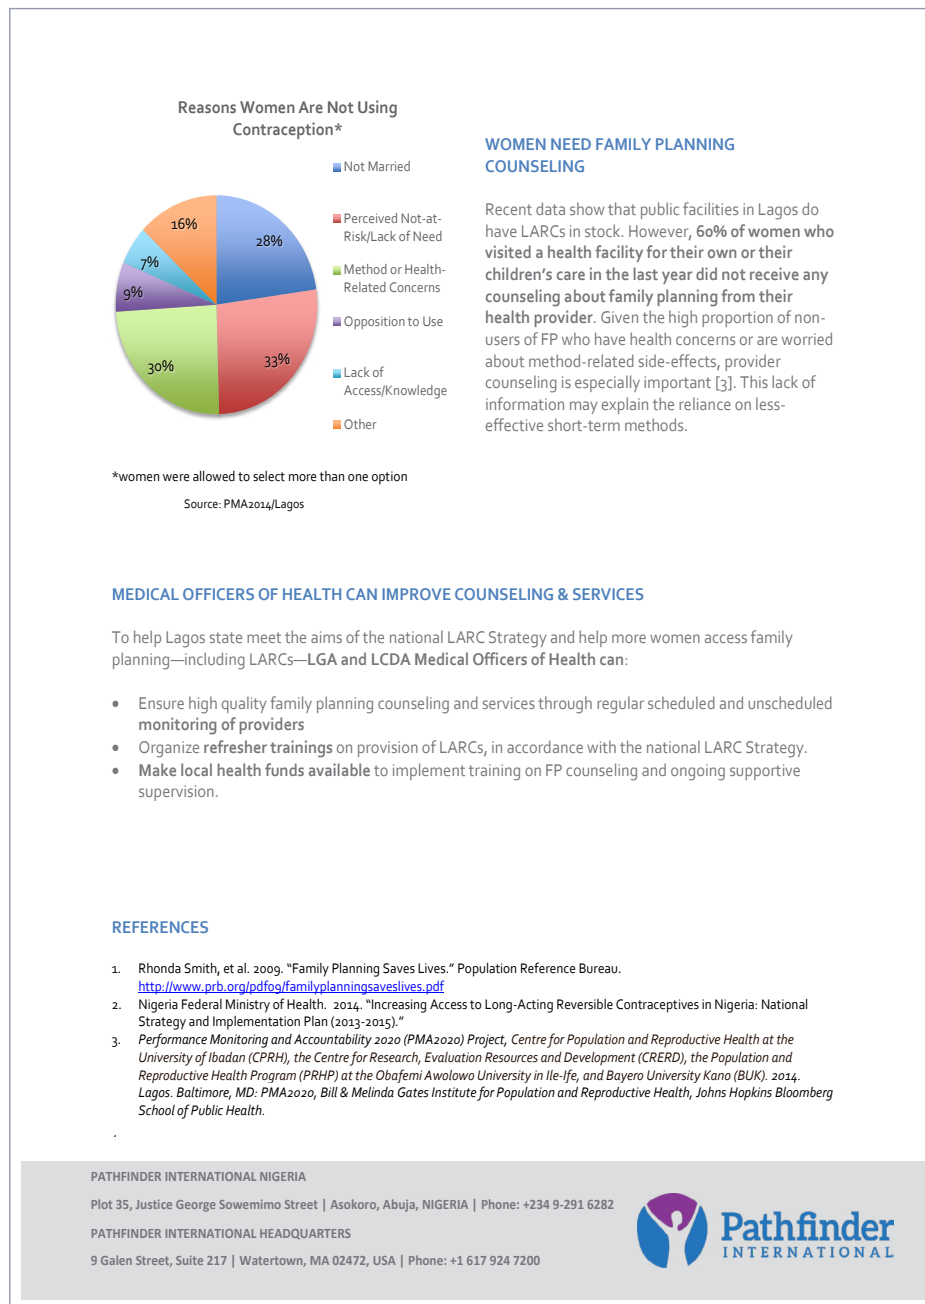 Reasons Women Are Not Using
Contraception*
28%
33%
30%
9%
7%
16%
Not Married
Perceived Not-at-
Risk/Lack of Need
Method or Health-
Related Concerns
Opposition to Use
Lack of
Access/Knowledge
Other
*women were allowed to select more than one option
Source: PMA2014/Lagos
WOMEN NEED FAMILY PLANNING
COUNSELING
Recent data show that public facilities in Lagos do
have LARCs in stock. However, 60% of women who
visited a health facility for their own or their
children's care in the last year did not receive any
counseling about family planning from their
health provider. Given the high proportion of non-
users of FP who have health concerns or are worried
about method-related side-effects, provider
counseling is especially important [3]. This lack of
information may explain the reliance on less-
effective short-term methods.
MEDICAL OFFICERS OF HEALTH CAN IMPROVE COUNSELING & SERVICES
To help Lagos state meet the aims of the national LARC Strategy and help more women access family
planning—including LARCs—LGA and LCDA Medical Officers of Health can:
• Ensure high quality family planning counseling and services through regular scheduled and unscheduled
monitoring of providers
• Organize refresher trainings on provision of LARCs, in accordance with the national LARC Strategy.
• Make local health funds available to implement training on FP counseling and ongoing supportive
supervision.
REFERENCES
1. Rhonda Smith, et al. 2009. "Family Planning Saves Lives." Population Reference Bureau.
http://www.prb.org/pdf09/familyplanningsaveslives.pdf
2. Nigeria Federal Ministry of Health. 2014. "Increasing Access to Long-Acting Reversible Contraceptives in Nigeria: National
Strategy and Implementation Plan (2013-2015)."
3. Performance Monitoring and Accountability 2020 (PMA2020) Project, Centre for Population and Reproductive Health at the
University of Ibadan (CPRH), the Centre for Research, Evaluation Resources and Development (CRERD), the Population and
Reproductive Health Program (PRHP) at the Obafemi Awolowo University in Ile-Ife, and Bayero University Kano (BUK). 2014.
Lagos. Baltimore, MD: PMA2020, Bill & Melinda Gates Institute for Population and Reproductive Health, Johns Hopkins Bloomberg
School of Public Health.
.
PATHFINDER INTERNATIONAL NIGERIA
Plot 35, Justice George Sowemimo Street | Asokoro, Abuja, NIGERIA | Phone: +234 9-291 6282
PATHFINDER INTERNATIONAL HEADQUARTERS
9 Galen Street, Suite 217 | Watertown, MA 02472, USA | Phone: +1 617 924 7200
Pathfinder
INTERNATIONAL